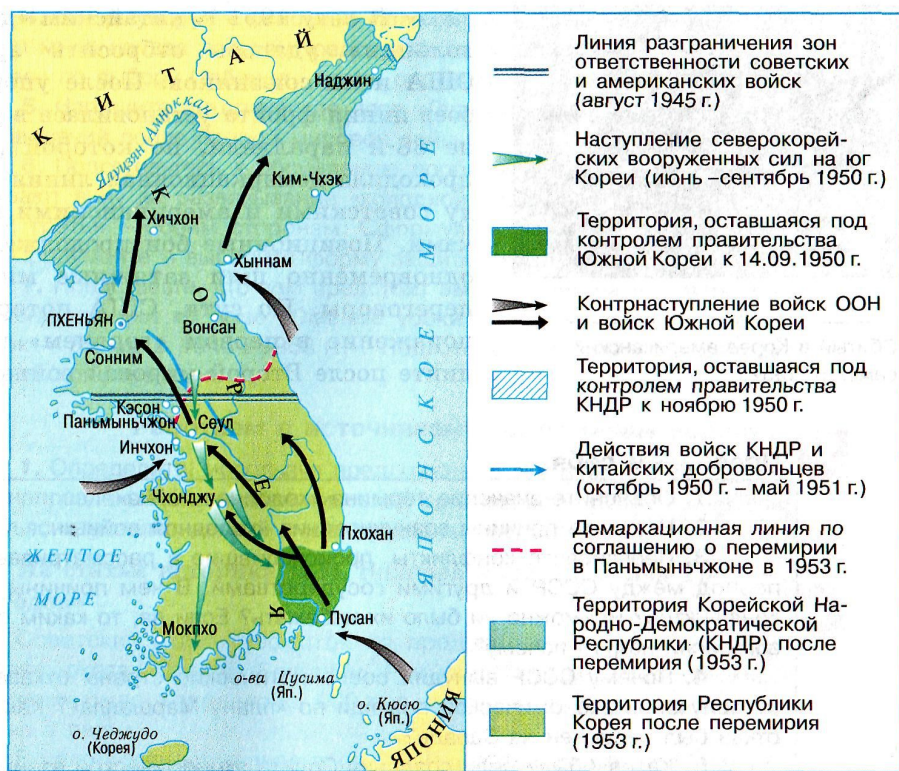 КИТАЙ
Наджин
Ялуцзян (Амноккан)
Ким-Чхэк
Хичхон
Хыннам
ПХЕНЬЯН
Вонсан
Сонним
КОРЕЯ
Кэсон
Паньмыньчжон
Сеул
Инчхон
Чхонджу
ЯПОНСКОЕ МОРЕ
ЖЕЛТОЕ
МОРЕ
Пхохан
Пусан
Мокпхо
о-ва Цусима
(Яп.)
о. Кюсю
(Яп.)
ЯПОНИЯ
о. Чеджудо
(Корея)
Линия разграничения зон
ответственности советских
и американских войск
(август 1945 г.)
Наступление северокорей-
ских вооруженных сил на юг
Кореи (июнь –сентябрь 1950 г.)
Территория, оставшаяся под
контролем правительства
Южной Кореи к 14.09.1950 г.
Контрнаступление войск ООН
и войск Южной Кореи
Территория, оставшаяся под
контролем правительства
КНДР к ноябрю 1950 г.
Действия войск КНДР и
китайских добровольцев
(октябрь 1950 г. – май 1951 г.)
Демаркационная линия по
соглашению о перемирии
в Паньмыньчжоне в 1953 г.
Территория Корейской На-
родно-Демократической
Республики (КНДР) после
перемирия (1953 г.)
Территория Республики
Корея после перемирия
(1953 г.)